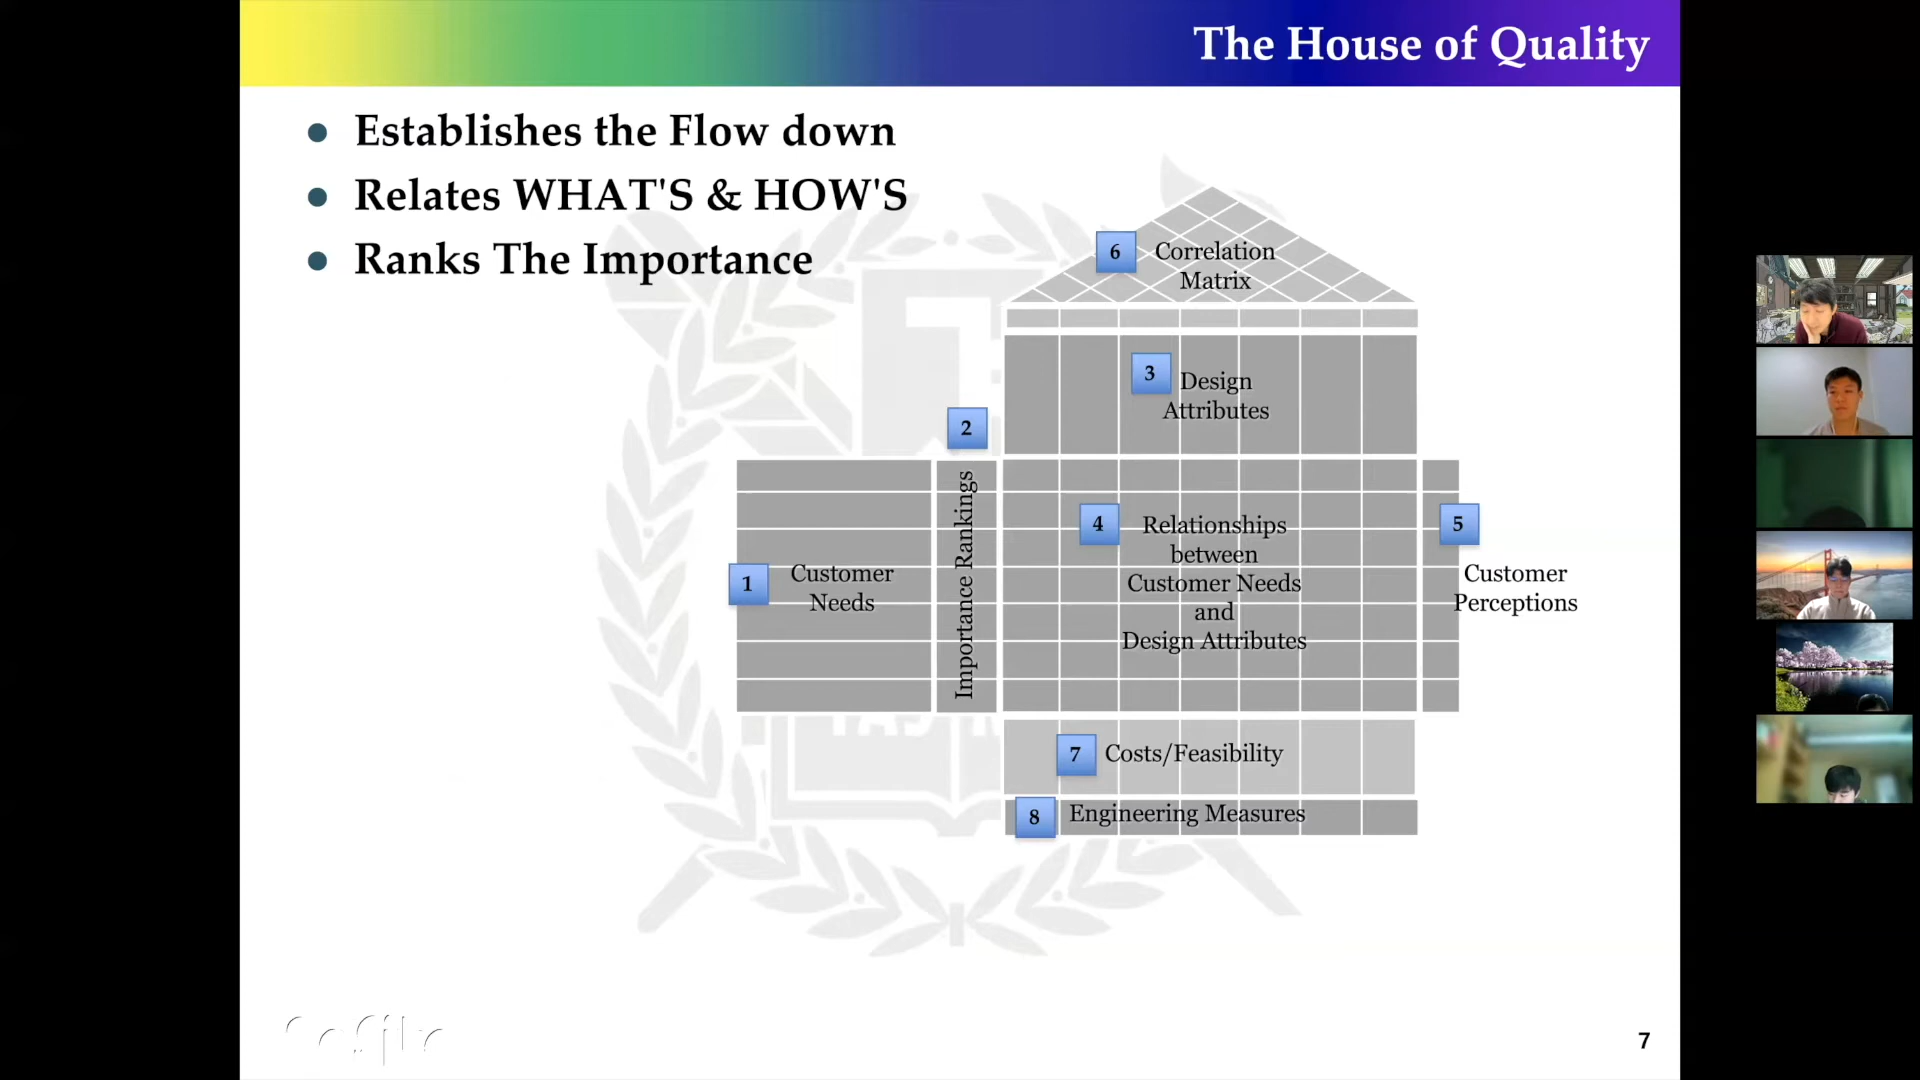 The House of Quality
Establishes the Flow down
Relates WHAT'S & HOW'S
Ranks The Importance
6
Correlation
Matrix
3
Design
Attributes
2
Importance Rankings
1
Customer
Needs
4
Relationships
between
Customer Needs
and
Design Attributes
5
Customer
Perceptions
7
Costs/Feasibility
8
Engineering Measures
7